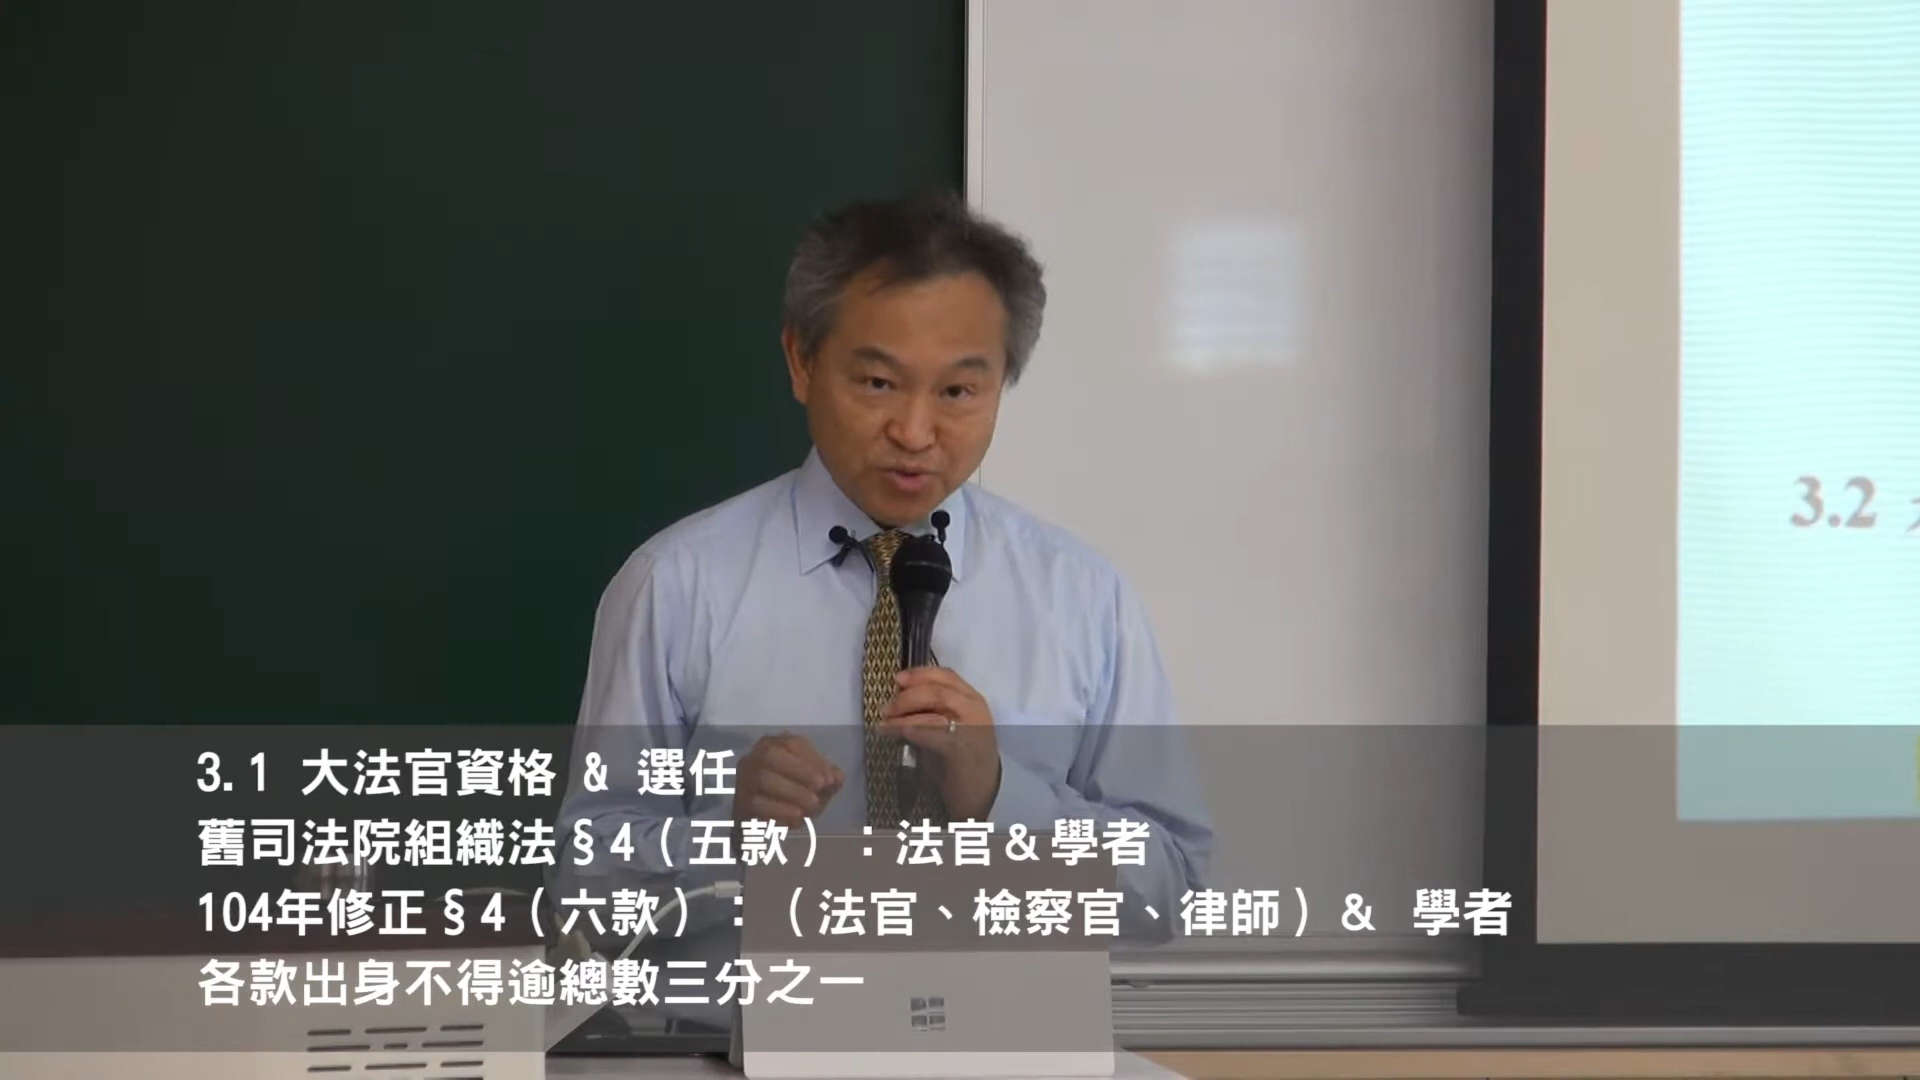 3.2
3.1 大法官資格 & 選任
舊司法院組織法§4（五款）：法官＆學者
104年修正§4（六款）：（法官、檢察官、律師）＆ 學者
各款出身不得逾總數三分之一